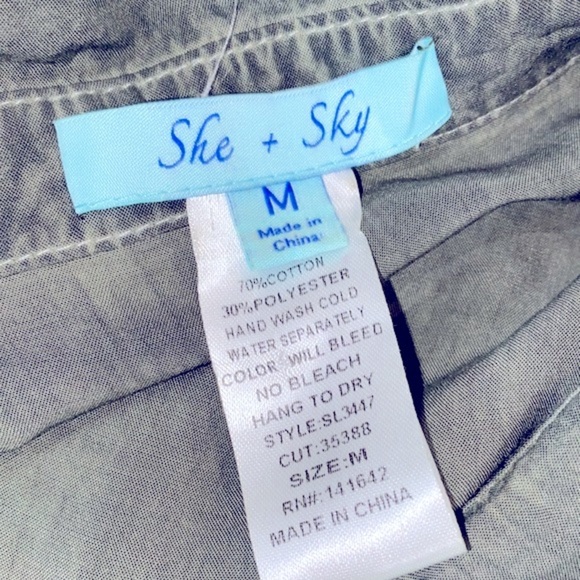 She + Sky
M
Made in
China
70%COTTON
30%POLYESTER
HAND WASH COLD
WATER SEPARATELY
COLOR WILL BLEED
NO BLEACH
HANG TO DRY
STYLE:SL3447
CUT:35388
SIZE:M
RN#:141642
MADE IN CHINA